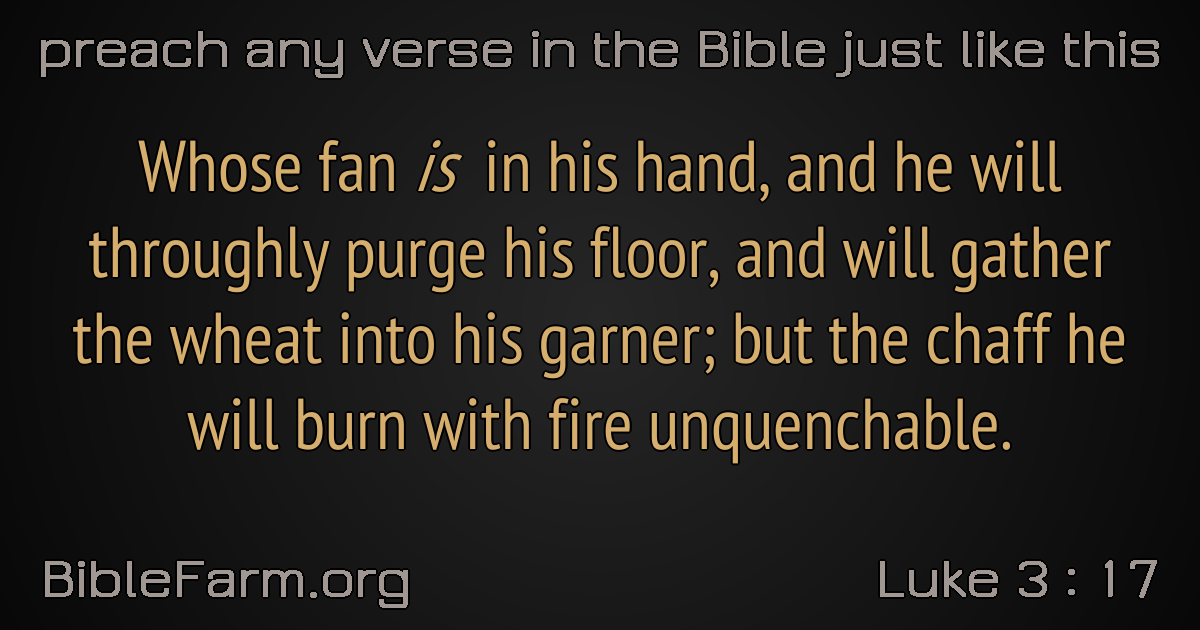 preach any verse in the Bible just like this
Whose fan is in his hand, and he will
throughly purge his floor, and will gather
the wheat into his garner; but the chaff he
will burn with fire unquenchable.
BibleFarm.org
Luke 3 : 17